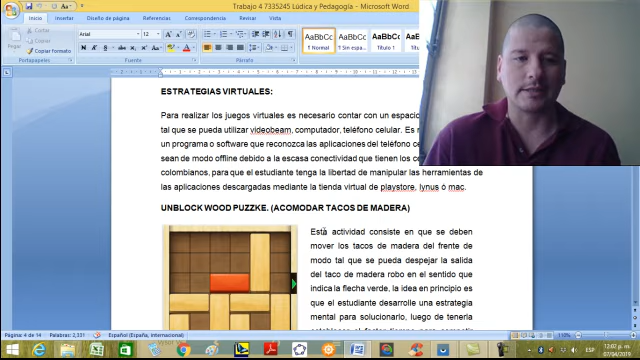 Trabajo 4 7335245 Lúdica y Pedagogía - Microsoft Word
Inicio Insertar Diseño de página Referencias Correspondencia Revisar Vista
Pegar
Cortar
Copiar
Copiar formato
Portapapeles
Arial 12
Fuente
Párrafo
AaBbCc AaBbCc AaBbC AaBbCc
¶ Normal ¶ Sin espa... Título 1 Título
ESTRATEGIAS VIRTUALES:
Para realizar los juegos virtuales es necesario contar con un espacio
tal que se pueda utilizar videobeam, computador, teléfono celular. Es
un programa o software que reconozca las aplicaciones del teléfono
sean de modo offline debido a la escasa conectividad que tienen los
colombianos, para que el estudiante tenga la libertad de manipular las herramientas de
las aplicaciones descargadas mediante la tienda virtual de playstore, lynus ò mac.
UNBLOCK WOOD PUZZKE. (ACOMODAR TACOS DE MADERA)
Está actividad consiste en que se deben
mover los tacos de madera del frente de
modo tal que se pueda despejar la salida
del taco de madera robo en el sentido que
indica la flecha verde, la idea en principio es
que el estudiante desarrolle una estrategia
mental para solucionarlo, luego de tenerla
Página: 4 de 14 Palabras: 2,331 Español (España, internacional) 110%
ESP
12:02 p. m.
07/04/2019